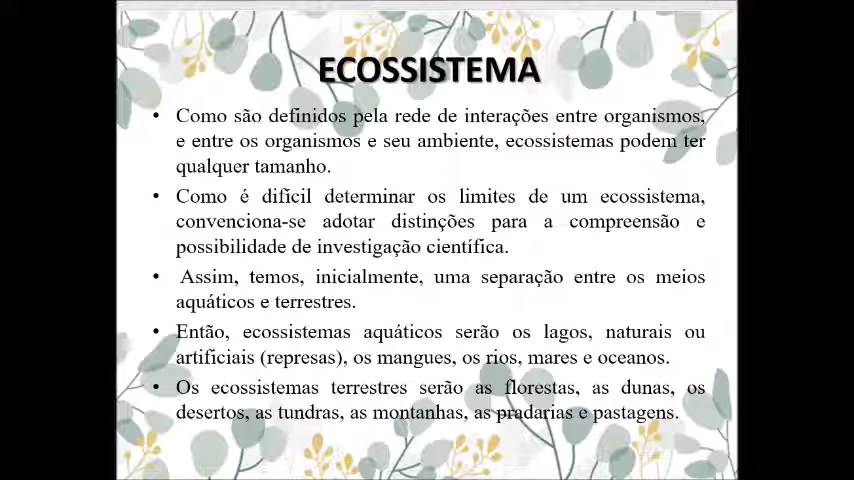 ECOSSISTEMA
• Como são definidos pela rede de interações entre organismos,
e entre os organismos e seu ambiente, ecossistemas podem ter
qualquer tamanho.
• Como é difícil determinar os limites de um ecossistema,
convenciona-se adotar distinções para a compreensão e
possibilidade de investigação científica.
• Assim, temos, inicialmente, uma separação entre os meios
aquáticos e terrestres.
• Então, ecossistemas aquáticos serão os lagos, naturais ou
artificiais (represas), os mangues, os rios, mares e oceanos.
• Os ecossistemas terrestres serão as florestas, as dunas, os
desertos, as tundras, as montanhas, as pradarias e pastagens.